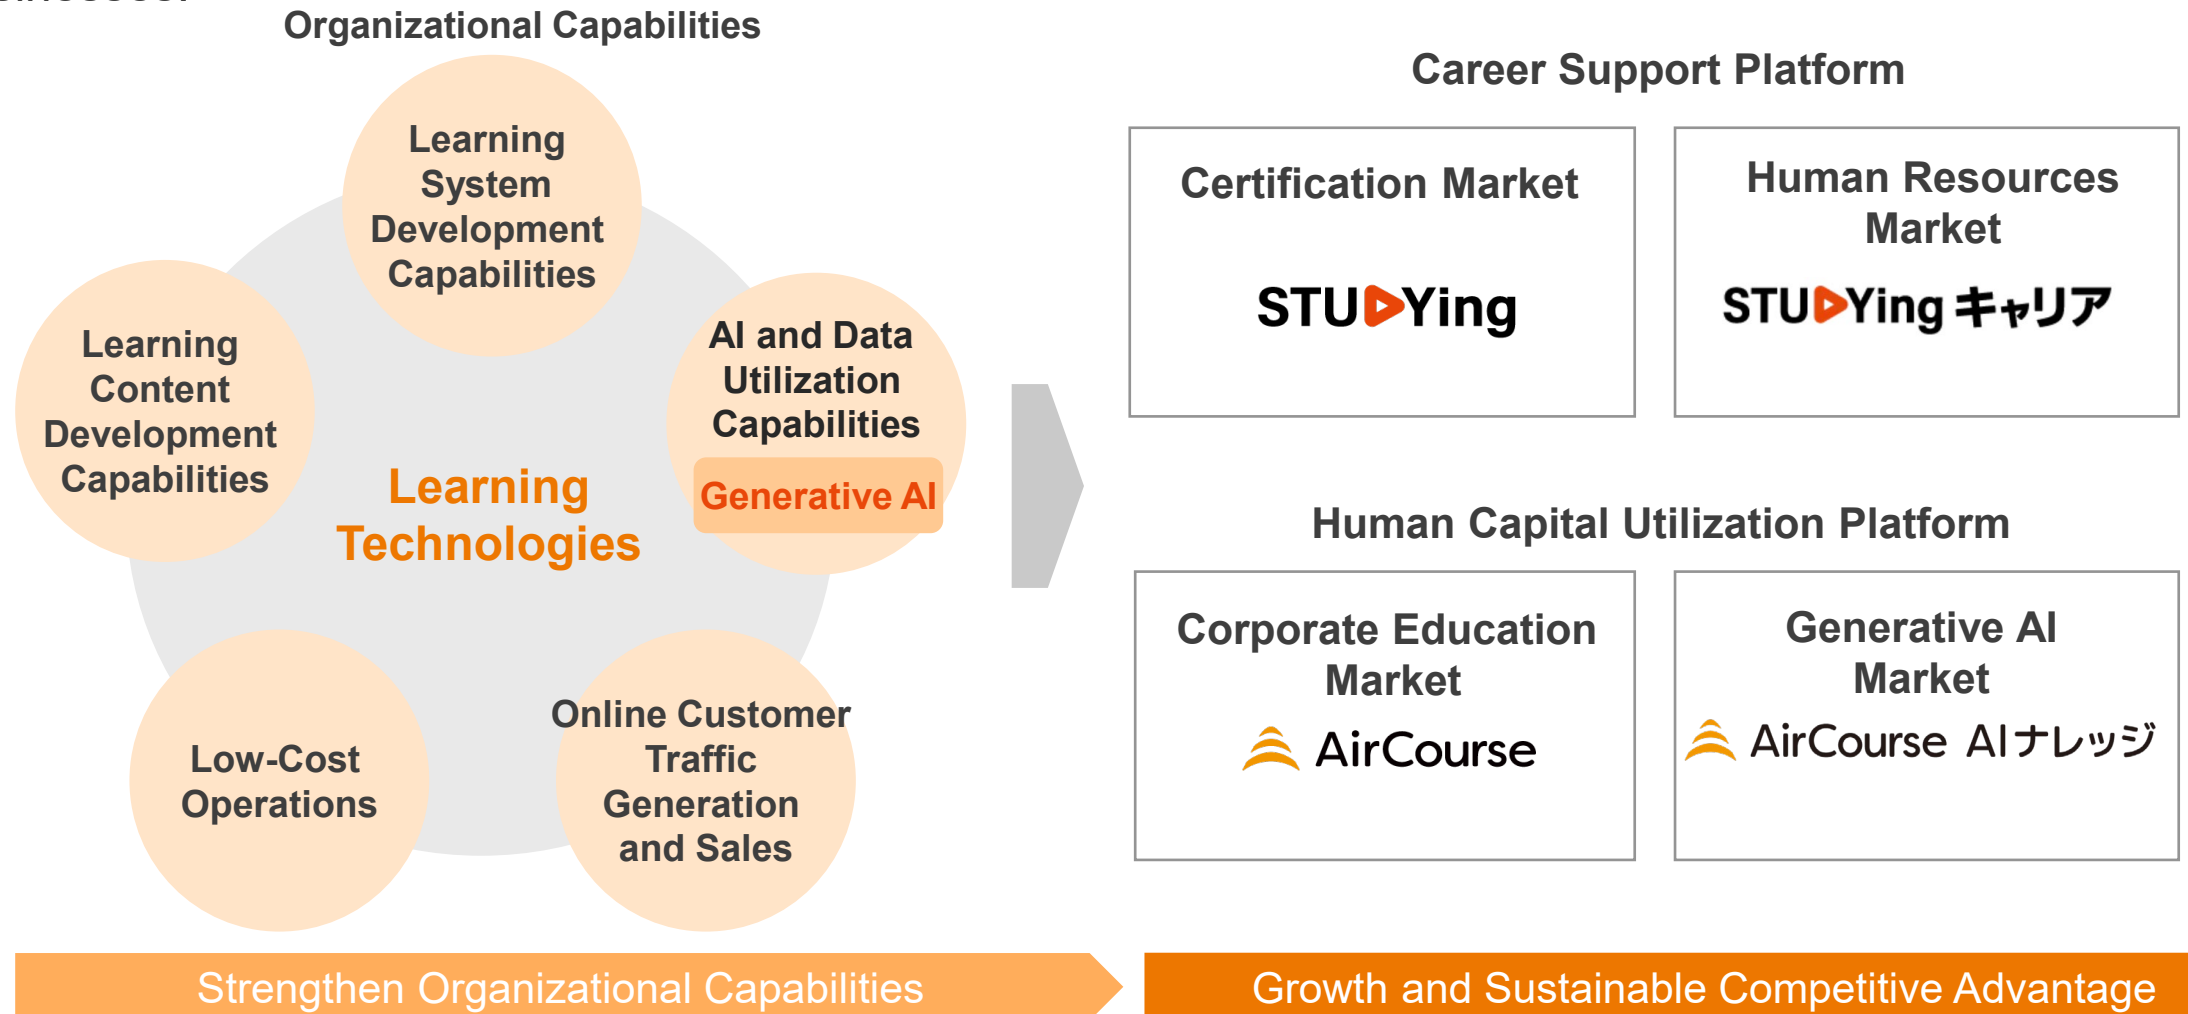 Organizational Capabilities
Learning
System
Development
Capabilities
Learning
Content
Development
Capabilities
AI and Data
Utilization
Capabilities
Generative AI
Learning
Technologies
Low-Cost
Operations
Online Customer
Traffic
Generation
and Sales
Career Support Platform
Certification Market
STUDYing
Human Resources
Market
STUDYing キャリア
Human Capital Utilization Platform
Corporate Education
Market
AirCourse
Generative AI
Market
AirCourse AIナレッジ
Strengthen Organizational Capabilities
Growth and Sustainable Competitive Advantage